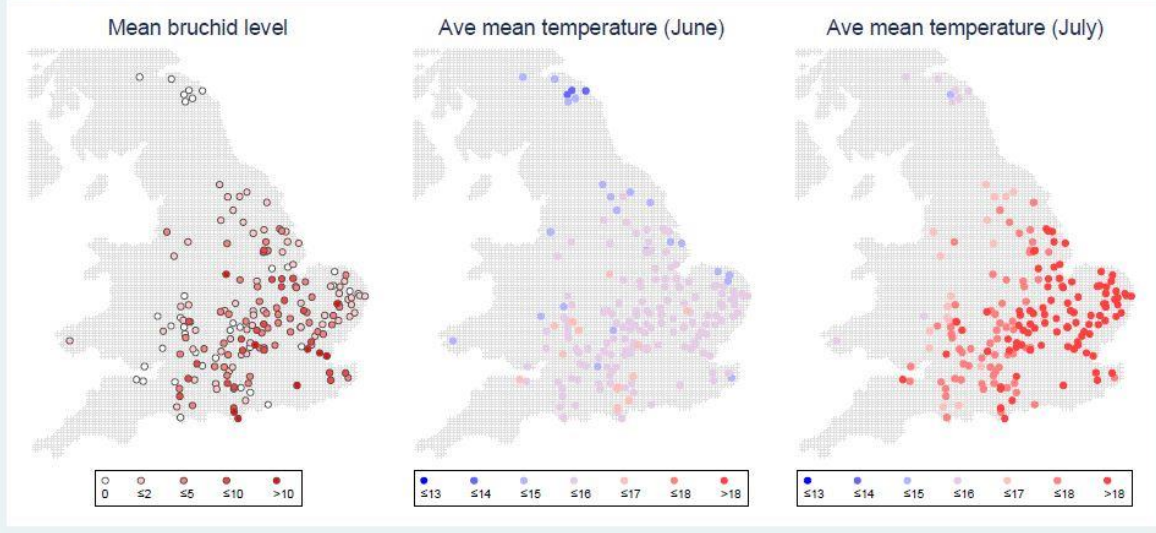 Mean bruchid level
Ave mean temperature (June)
Ave mean temperature (July)
0 ≤2 ≤5 ≤10 >10
≤13 ≤14 ≤15 ≤16 ≤17 ≤18 >18
≤13 ≤14 ≤15 ≤16 ≤17 ≤18 >18